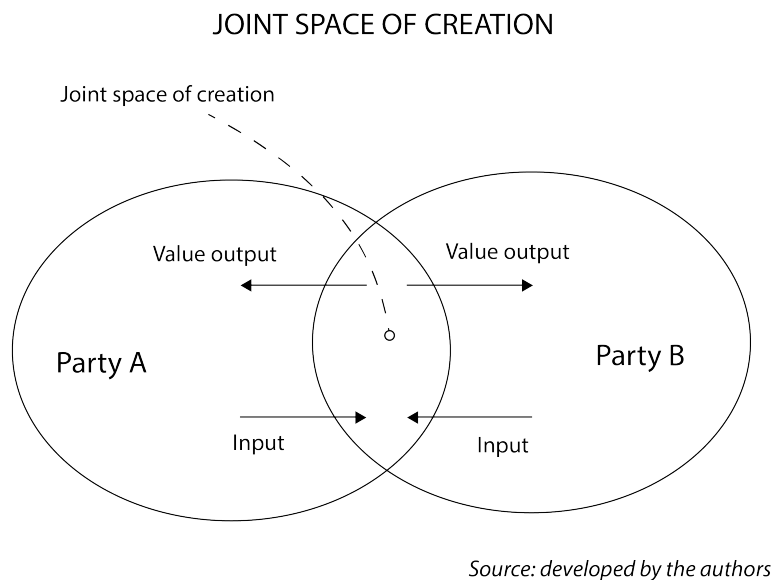 JOINT SPACE OF CREATION
Joint space of creation
Value output
Value output
Party A
Party B
Input
Input
Source: developed by the authors